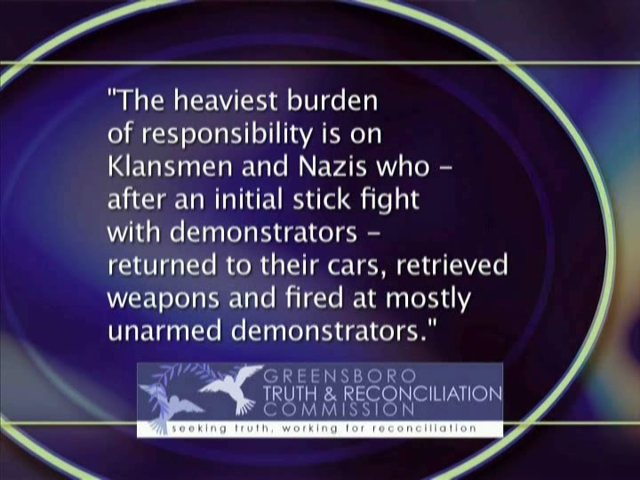 "The heaviest burden
of responsibility is on
Klansmen and Nazis who –
after an initial stick fight
with demonstrators –
returned to their cars, retrieved
weapons and fired at mostly
unarmed demonstrators."
GREENSBORO
TRUTH & RECONCILIATION
COMMISSION
seeking truth, working for reconciliation